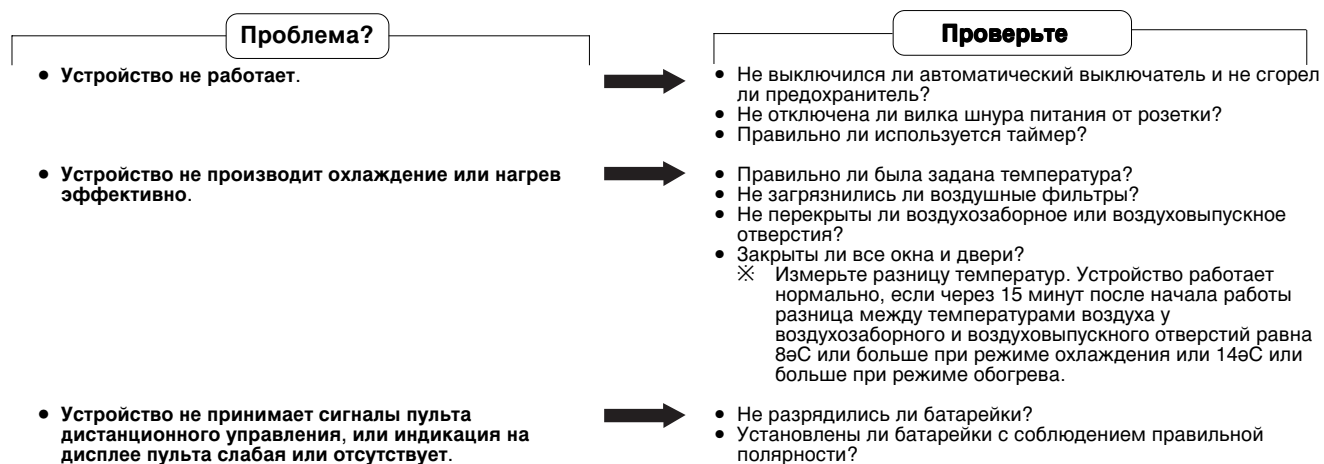 Проблема?
Проверьте
• Устройство не работает.
• Не выключился ли автоматический выключатель и не сгорел
ли предохранитель?
• Не отключена ли вилка шнура питания от розетки?
• Правильно ли используется таймер?
• Устройство не производит охлаждение или нагрев
эффективно.
• Правильно ли была задана температура?
• Не загрязнились ли воздушные фильтры?
• Не перекрыты ли воздухозаборное или воздуховыпускное
отверстия?
• Закрыты ли все окна и двери?
※ Измерьте разницу температур. Устройство работает
нормально, если через 15 минут после начала работы
разница между температурами воздуха у
воздухозаборного и воздуховыпускного отверстий равна
8әC или больше при режиме охлаждения или 14әC или
больше при режиме обогрева.
• Устройство не принимает сигналы пульта
дистанционного управления, или индикация на
дисплее пульта слабая или отсутствует.
• Не разрядились ли батарейки?
• Установлены ли батарейки с соблюдением правильной
полярности?